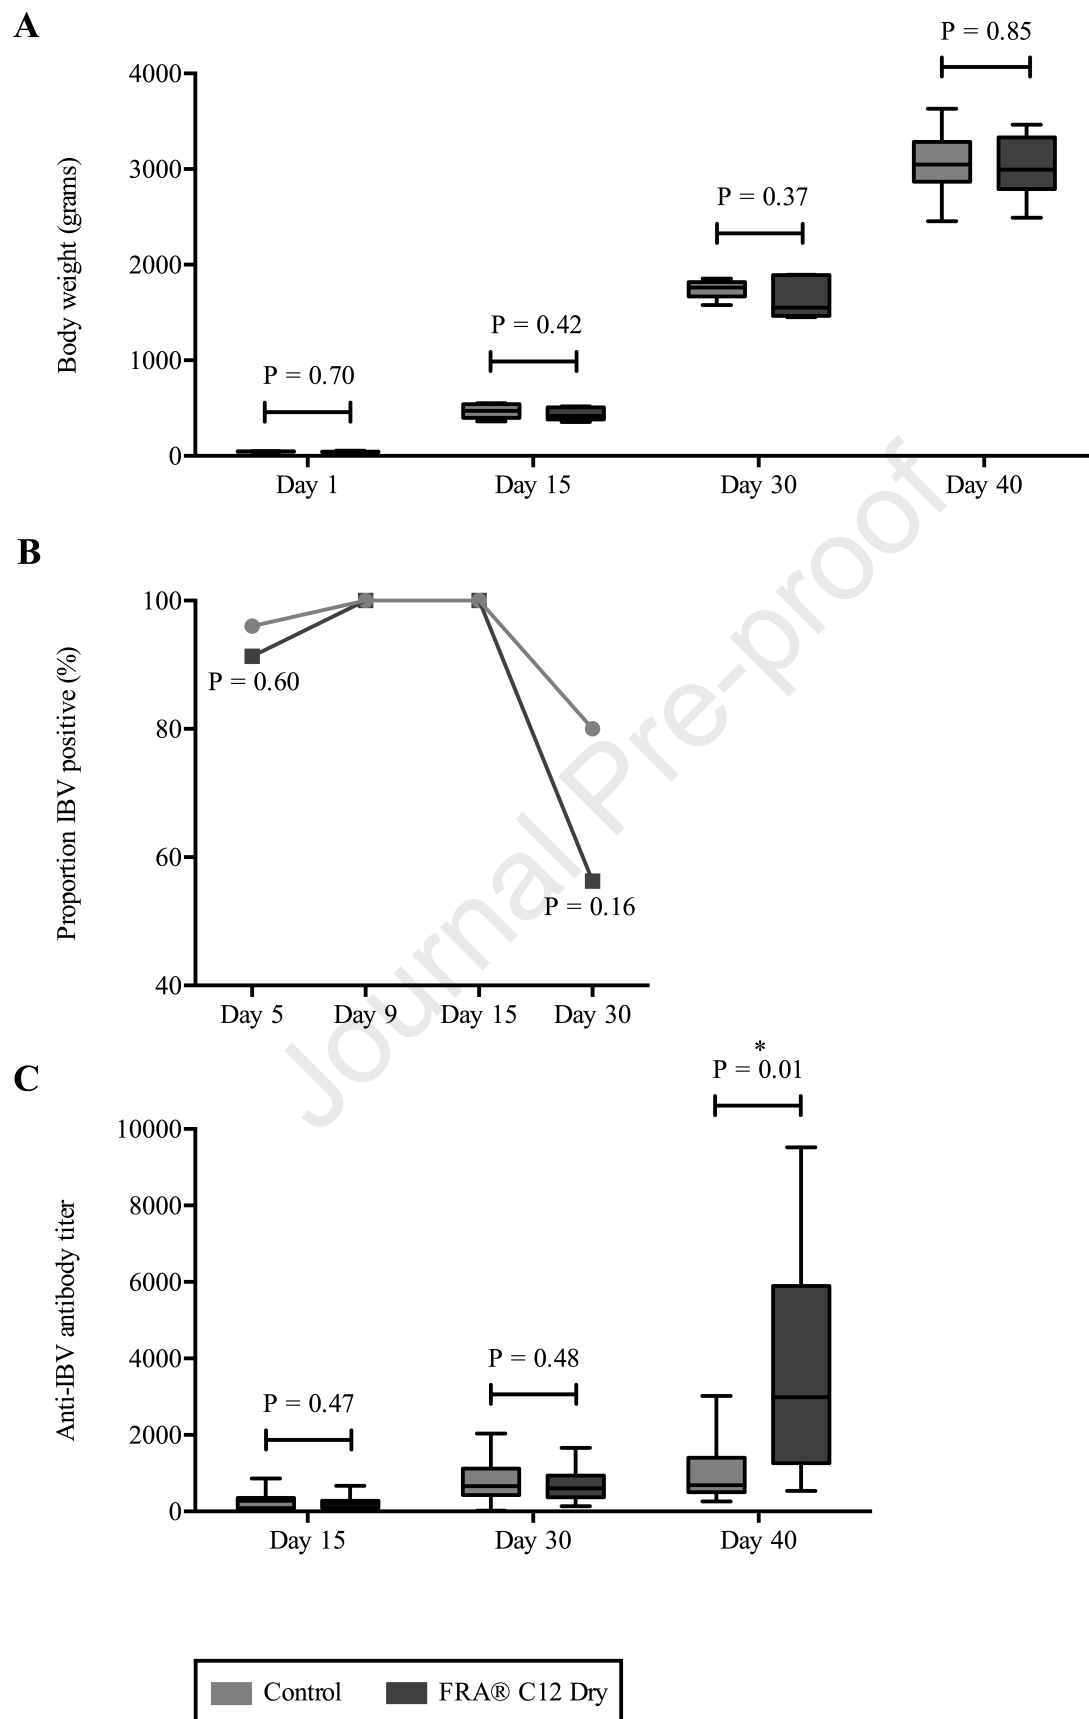 A
P = 0.85
4000
3000
P = 0.37
2000
Body weight (grams)
P = 0.42
1000
P = 0.70
0
Day 1 Day 15 Day 30 Day 40
B
100
P = 0.60
80
Proportion IBV positive (%)
60
P = 0.16
40
Day 5 Day 9 Day 15 Day 30
Journal Pre-proof
C
*
P = 0.01
10000
8000
6000
Anti-IBV antibody titer
4000
P = 0.48
P = 0.47
2000
0
Day 15 Day 30 Day 40
Control FRA® C12 Dry